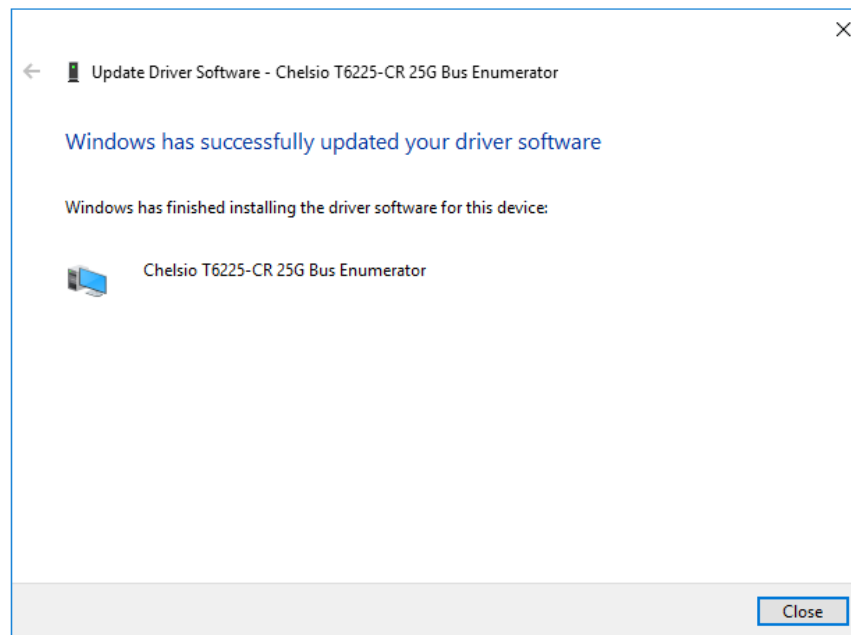 Update Driver Software - Chelsio T6225-CR 25G Bus Enumerator
Windows has successfully updated your driver software
Windows has finished installing the driver software for this device:
Chelsio T6225-CR 25G Bus Enumerator
Close